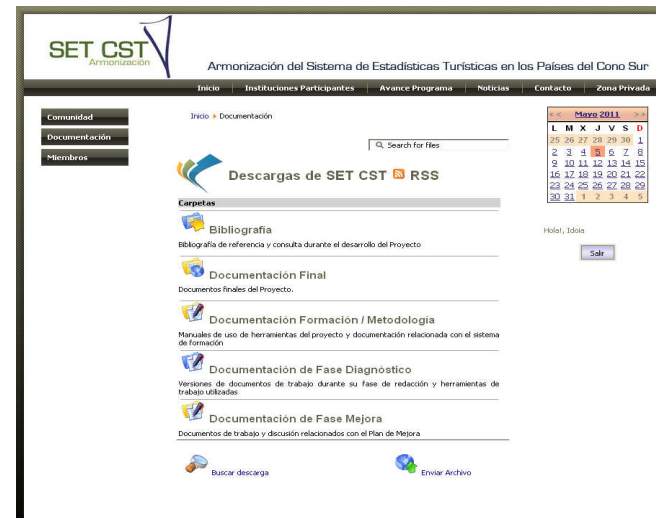 SET CST
Armonización
Armonización del Sistema de Estadísticas Turísticas en los Países del Cono Sur
Inicio Instituciones Participantes Avance Programa Noticias Contacto Zona Privada
Comunidad
Documentación
Miembros
Inicio Documentación
Search for files
Descargas de SET CST RSS
Carpetas
Bibliografía
Bibliografía de referencia y consulta durante el desarrollo del Proyecto
Documentación Final
Documentos finales del Proyecto.
Documentación Formación / Metodología
Manuales de uso de herramientas del proyecto y documentación relacionada con el sistema
de formación
Documentación de Fase Diagnóstico
Versiones de documentos de trabajo durante su fase de redacción y herramientas de
trabajo utilizadas
Documentación de Fase Mejora
Documentos de trabajo y discusión relacionados con el Plan de Mejora
Buscar descarga
Enviar Archivo
<< Mayo 2011 >>
L M X J V S D
25 26 27 28 29 30 1
2 3 4 5 6 7 8
9 10 11 12 13 14 15
16 17 18 19 20 21 22
23 24 25 26 27 28 29
30 31 1 2 3 4 5
Hola!, Idoia
Salir